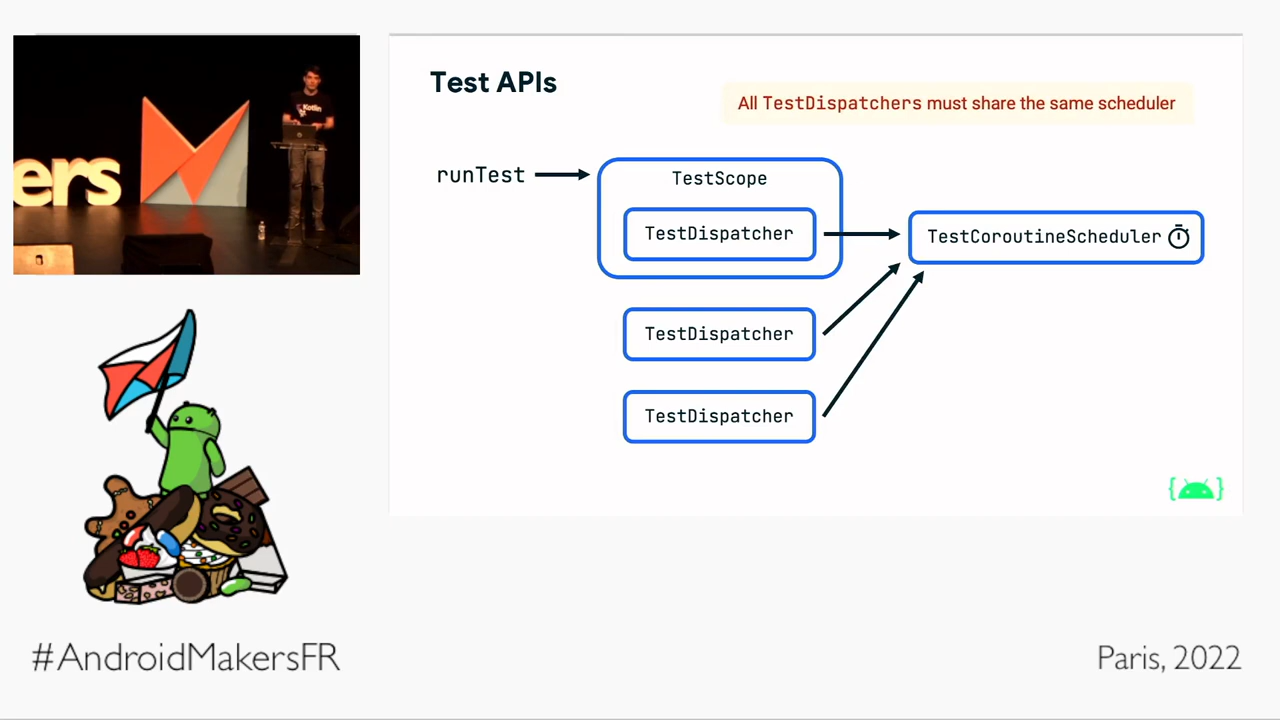 Kotlin
ers
Test APIs
All TestDispatchers must share the same scheduler
runTest
TestScope
TestDispatcher
TestCoroutineScheduler
TestDispatcher
TestDispatcher
#AndroidMakersFR
Paris, 2022